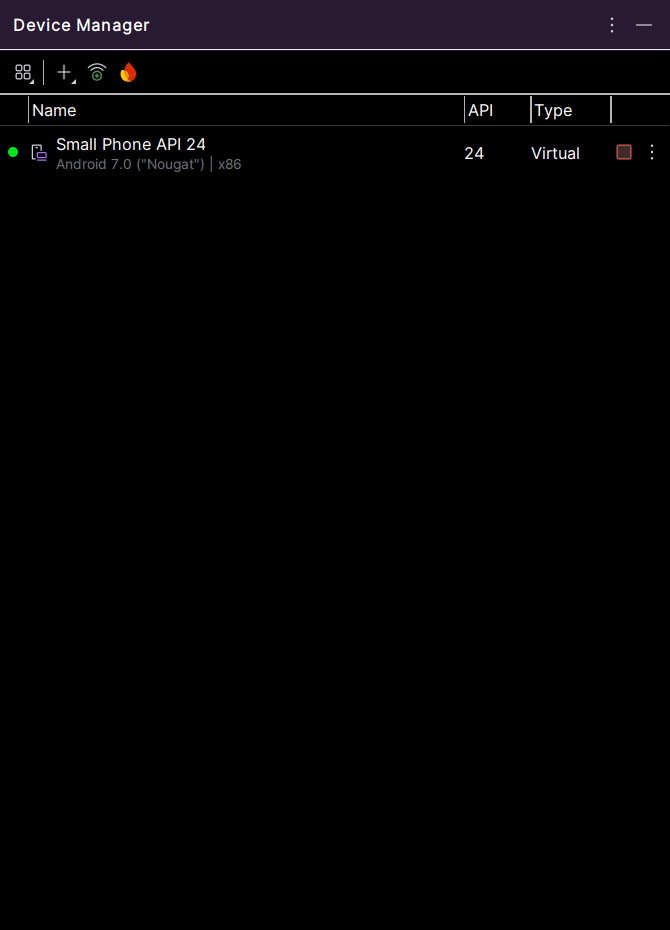 Device Manager
Name API Type
Small Phone API 24
Android 7.0 ("Nougat") | x86
24 Virtual